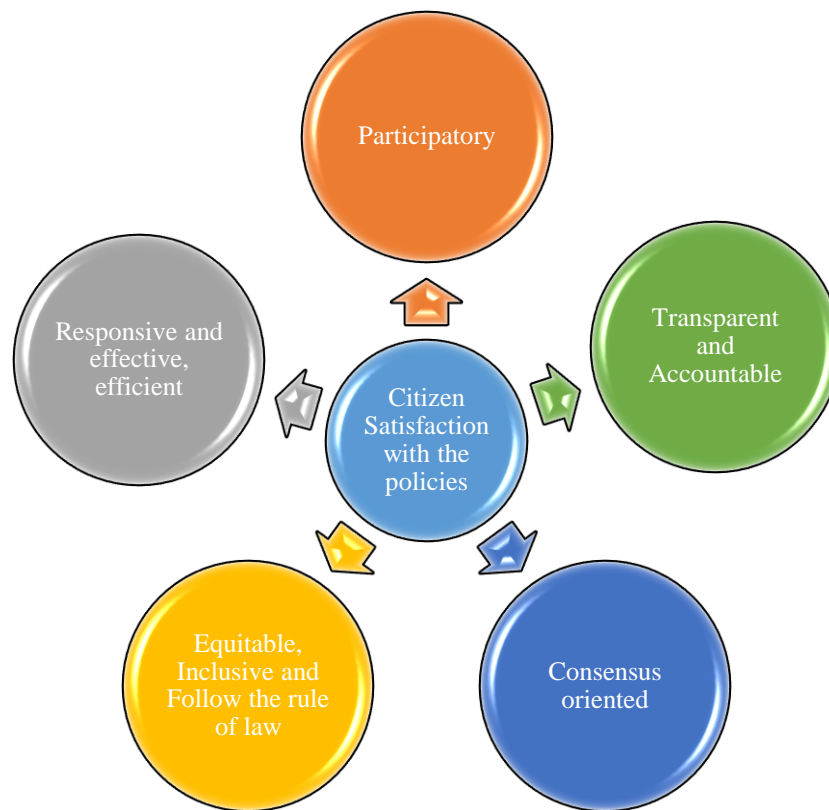 Participatory
Transparent
and
Accountable
Consensus
oriented
Equitable,
Inclusive and
Follow the rule
of law
Responsive and
effective,
efficient
Citizen
Satisfaction
with the
policies